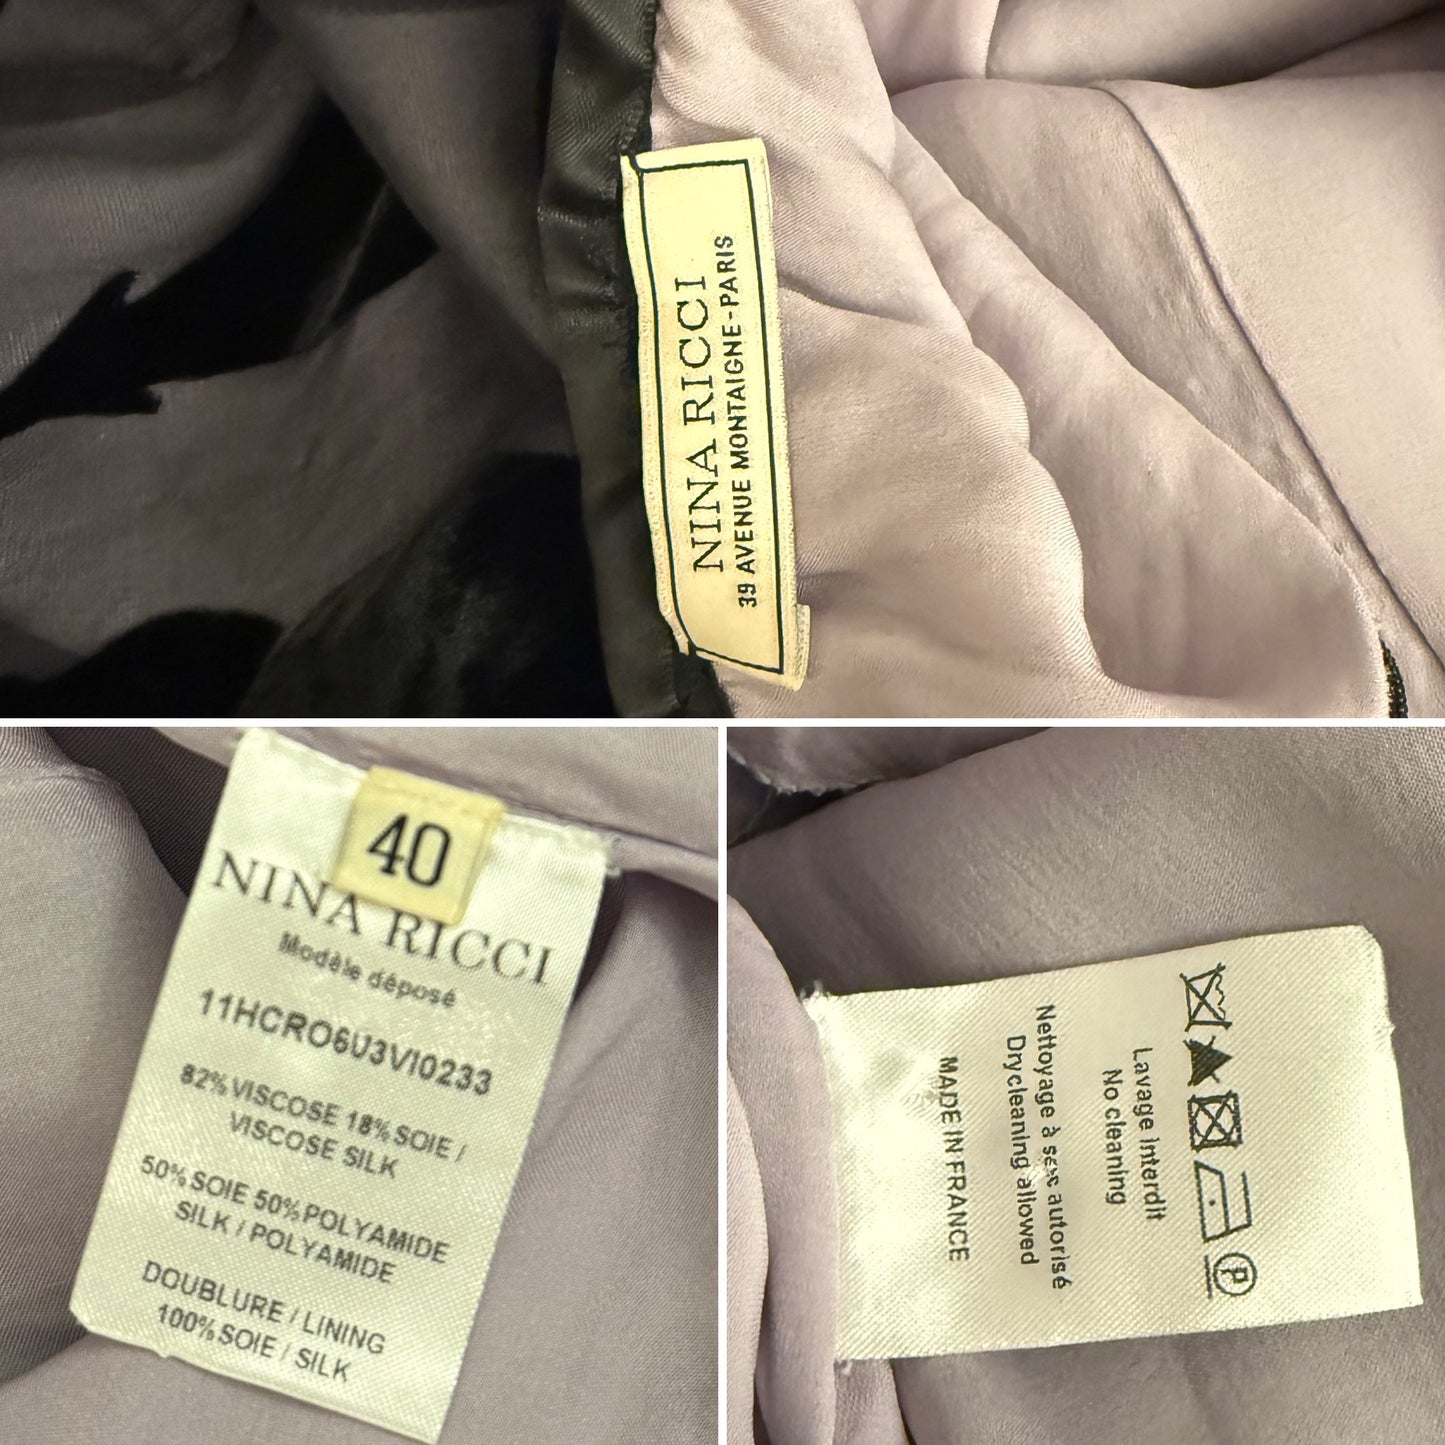 NINA RICCI
39 AVENUE MONTAIGNE-PARIS
40
NINA RICCI
Modèle déposé
11HCRO6U3VI0233
82%VISCOSE 18%SOIE /
VISCOSE SILK
50%SOIE 50%POLYAMIDE
SILK / POLYAMIDE
DOUBLURE / LINING
100%SOIE / SILK
P
Lavage interdit
No cleaning
Nettoyage à sec autorisé
Drycleaning allowed
MADE IN FRANCE